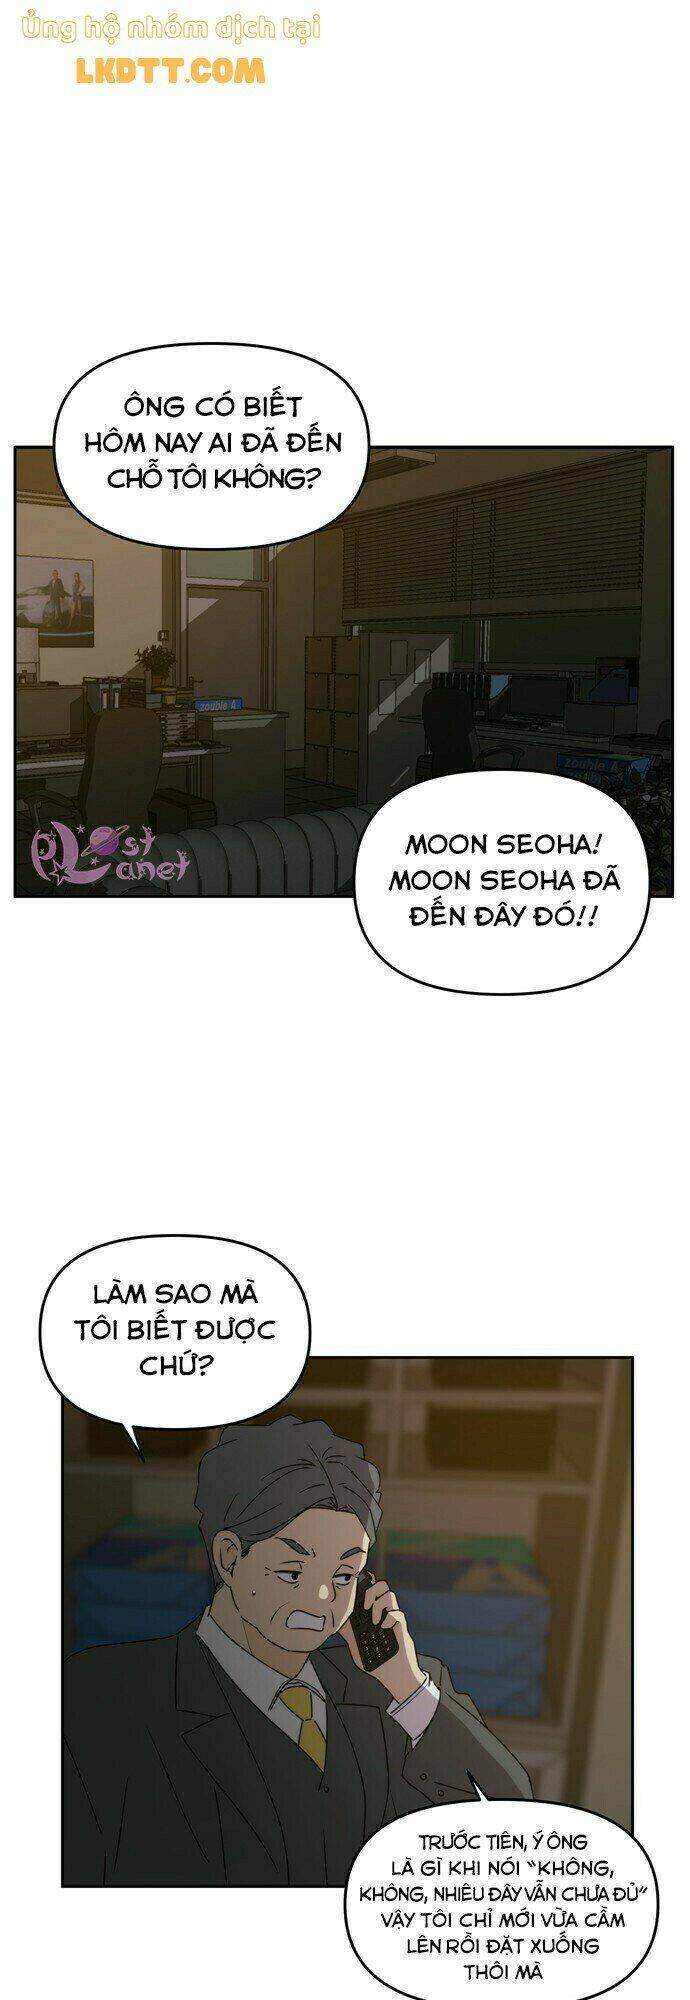 Ủng hộ nhóm dịch tại
LKDTT.COM
ÔNG CÓ BIẾT
HÔM NAY AI ĐÃ ĐẾN
CHỖ TÔI KHÔNG?
zouble A
zouble A
Lost
Planet
MOON SEOHA!
MOON SEOHA ĐÃ
ĐẾN ĐÂY ĐÓ!!
LÀM SAO MÀ
TÔI BIẾT ĐƯỢC
CHỨ?
TRƯỚC TIÊN, Ý ÔNG
LÀ GÌ KHI NÓI "KHÔNG,
KHÔNG, NHIÊU ĐÂY VẪN CHƯA ĐỦ"
VẬY TÔI CHỈ MỚI VỪA CẦM
LÊN RỒI ĐẶT XUỐNG
THÔI MÀ